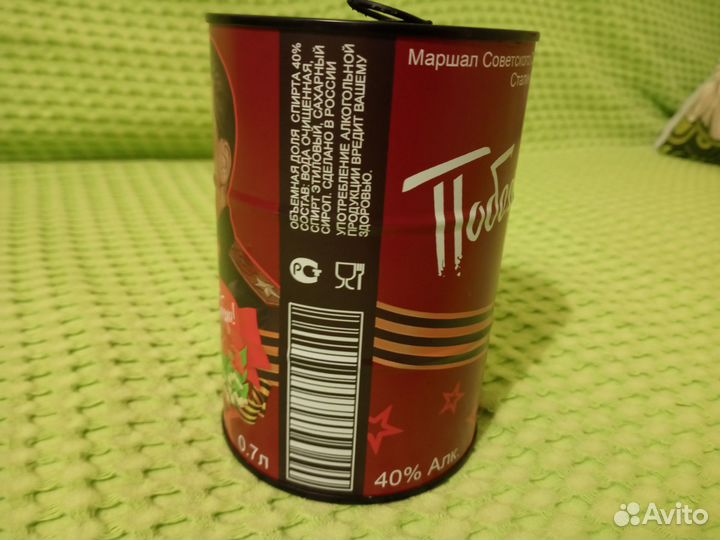 ОБЪЕМНАЯ ДОЛЯ СПИРТА 40%
СОСТАВ: ВОДА ОЧИЩЕННАЯ,
СПИРТ ЭТИЛОВЫЙ, САХАРНЫЙ
СИРОП. СДЕЛАНО В РОССИИ
УПОТРЕБЛЕНИЕ АЛКОГОЛЬНОЙ
ПРОДУКЦИИ ВРЕДИТ ВАШЕМУ
ЗДОРОВЬЮ.
Маршал Советского
Побе
0.7л
40% Алк.
Avito